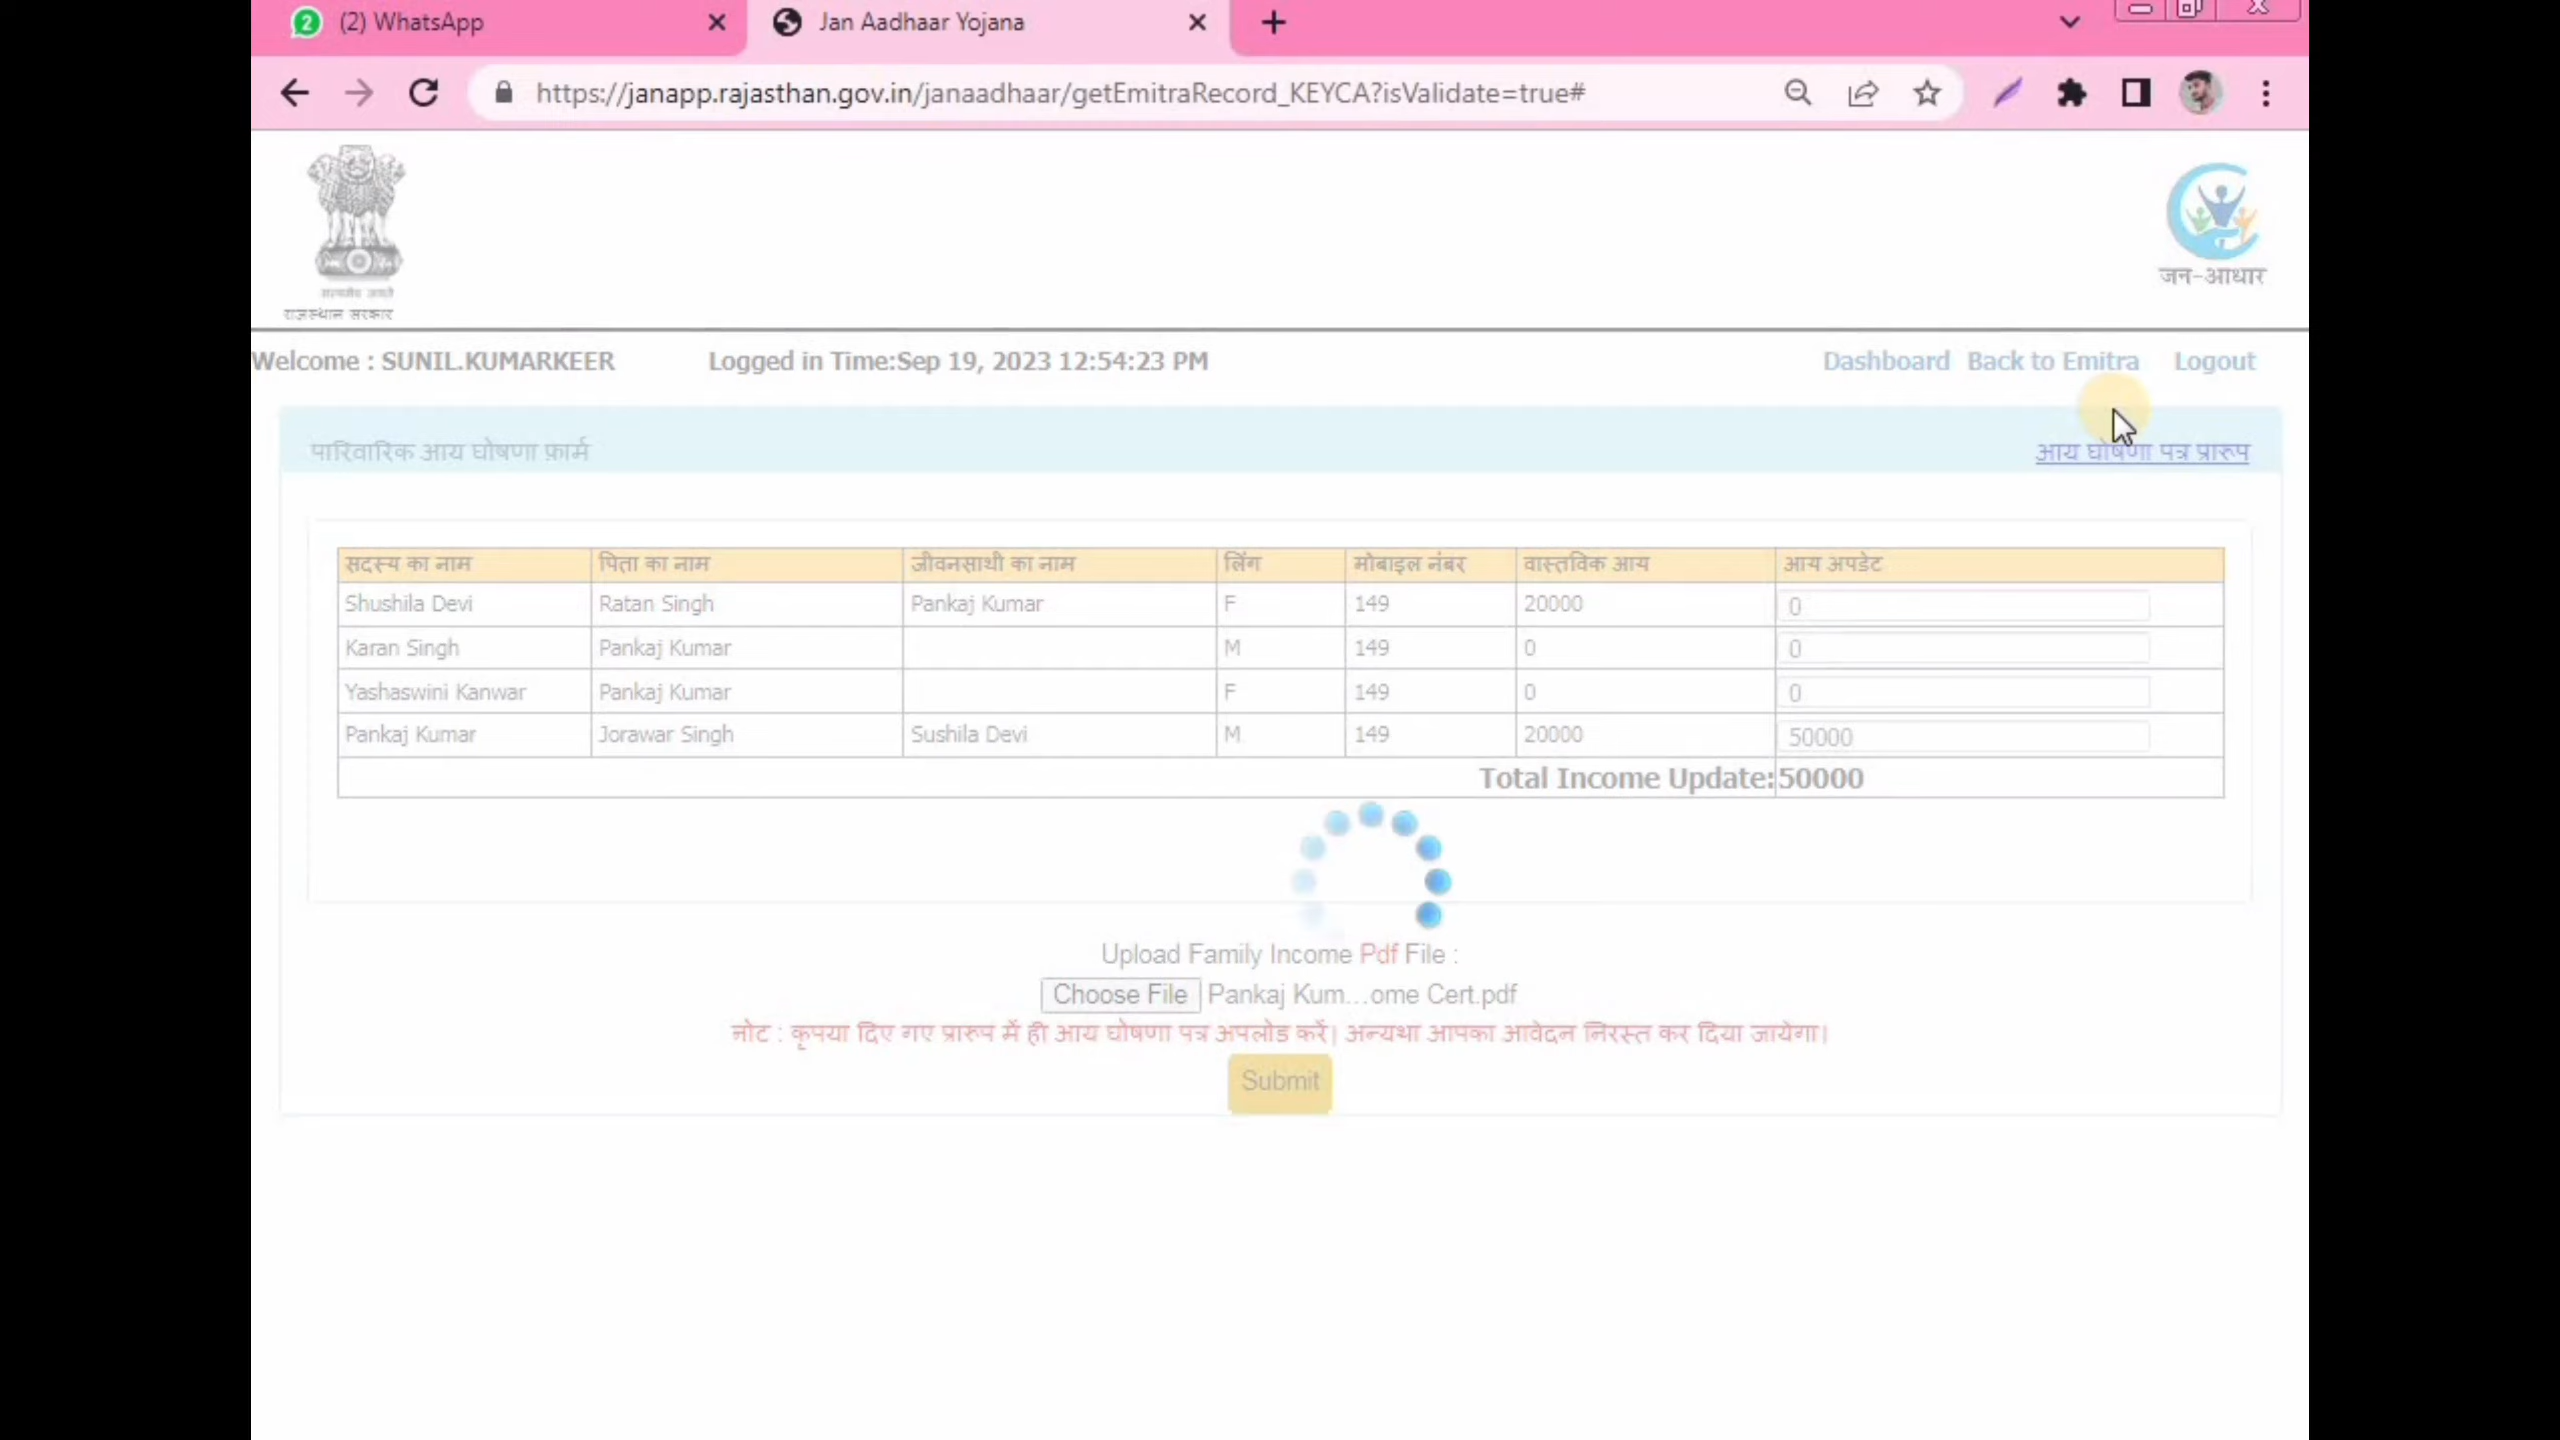 (2) WhatsApp
Jan Aadhaar Yojana
https://janapp.rajasthan.gov.in/janaadhaar/getEmitraRecord_KEYCA?isValidate=true#
सत्यमेव जयते
राजस्थान सरकार
जन-आधार
Welcome : SUNIL.KUMARKEER Logged in Time:Sep 19, 2023 12:54:23 PM Dashboard Back to Emitra Logout
पारिवारिक आय घोषणा फ़ार्म आय घोषणा पत्र प्रारूप
सदस्य का नाम पिता का नाम जीवनसाथी का नाम लिंग मोबाइल नंबर वास्तविक आय आय अपडेट
Shushila Devi Ratan Singh Pankaj Kumar F 149 20000 0
Karan Singh Pankaj Kumar M 149 0 0
Yashaswini Kanwar Pankaj Kumar F 149 0 0
Pankaj Kumar Jorawar Singh Sushila Devi M 149 20000 50000
Total Income Update: 50000
Upload Family Income Pdf File :
Choose File Pankaj Kum...ome Cert.pdf
नोट : कृपया दिए गए प्रारुप में ही आय घोषणा पत्र अपलोड करें| अन्यथा आपका आवेदन निरस्त कर दिया जायेगा|
Submit